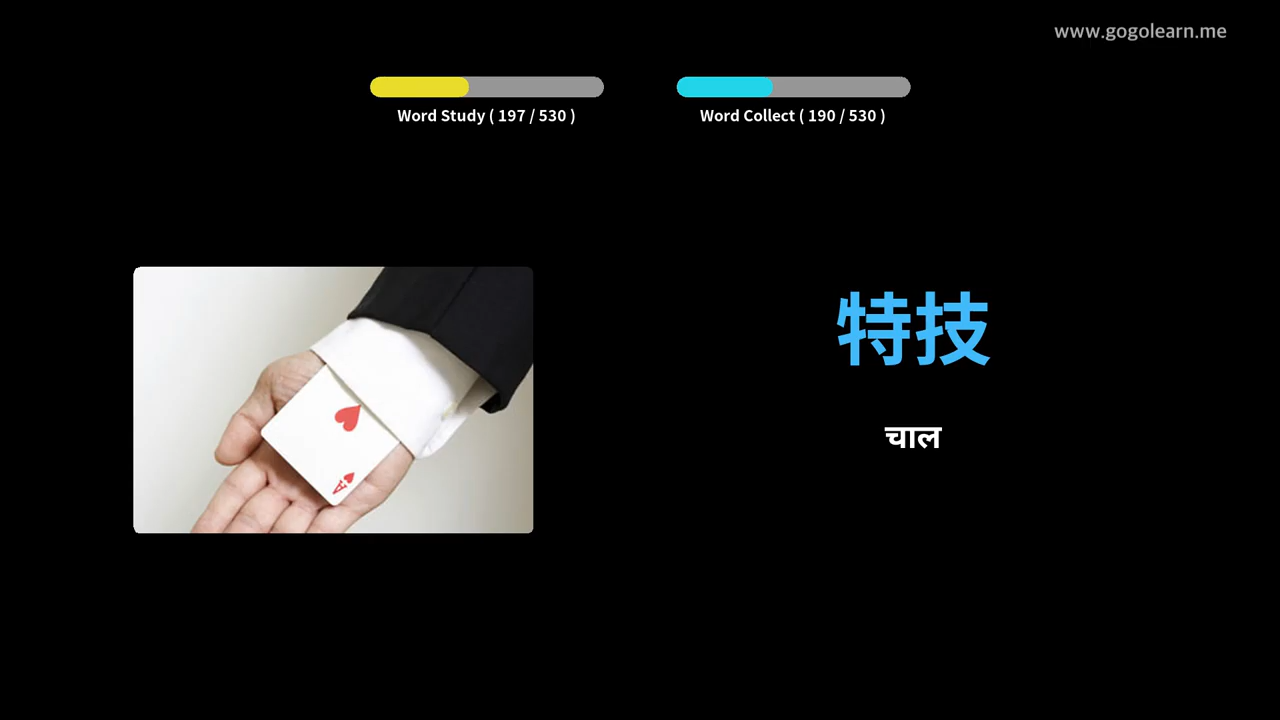 www.gogolearn.me
Word Study ( 197 / 530 )
Word Collect ( 190 / 530 )
特技
चाल
A